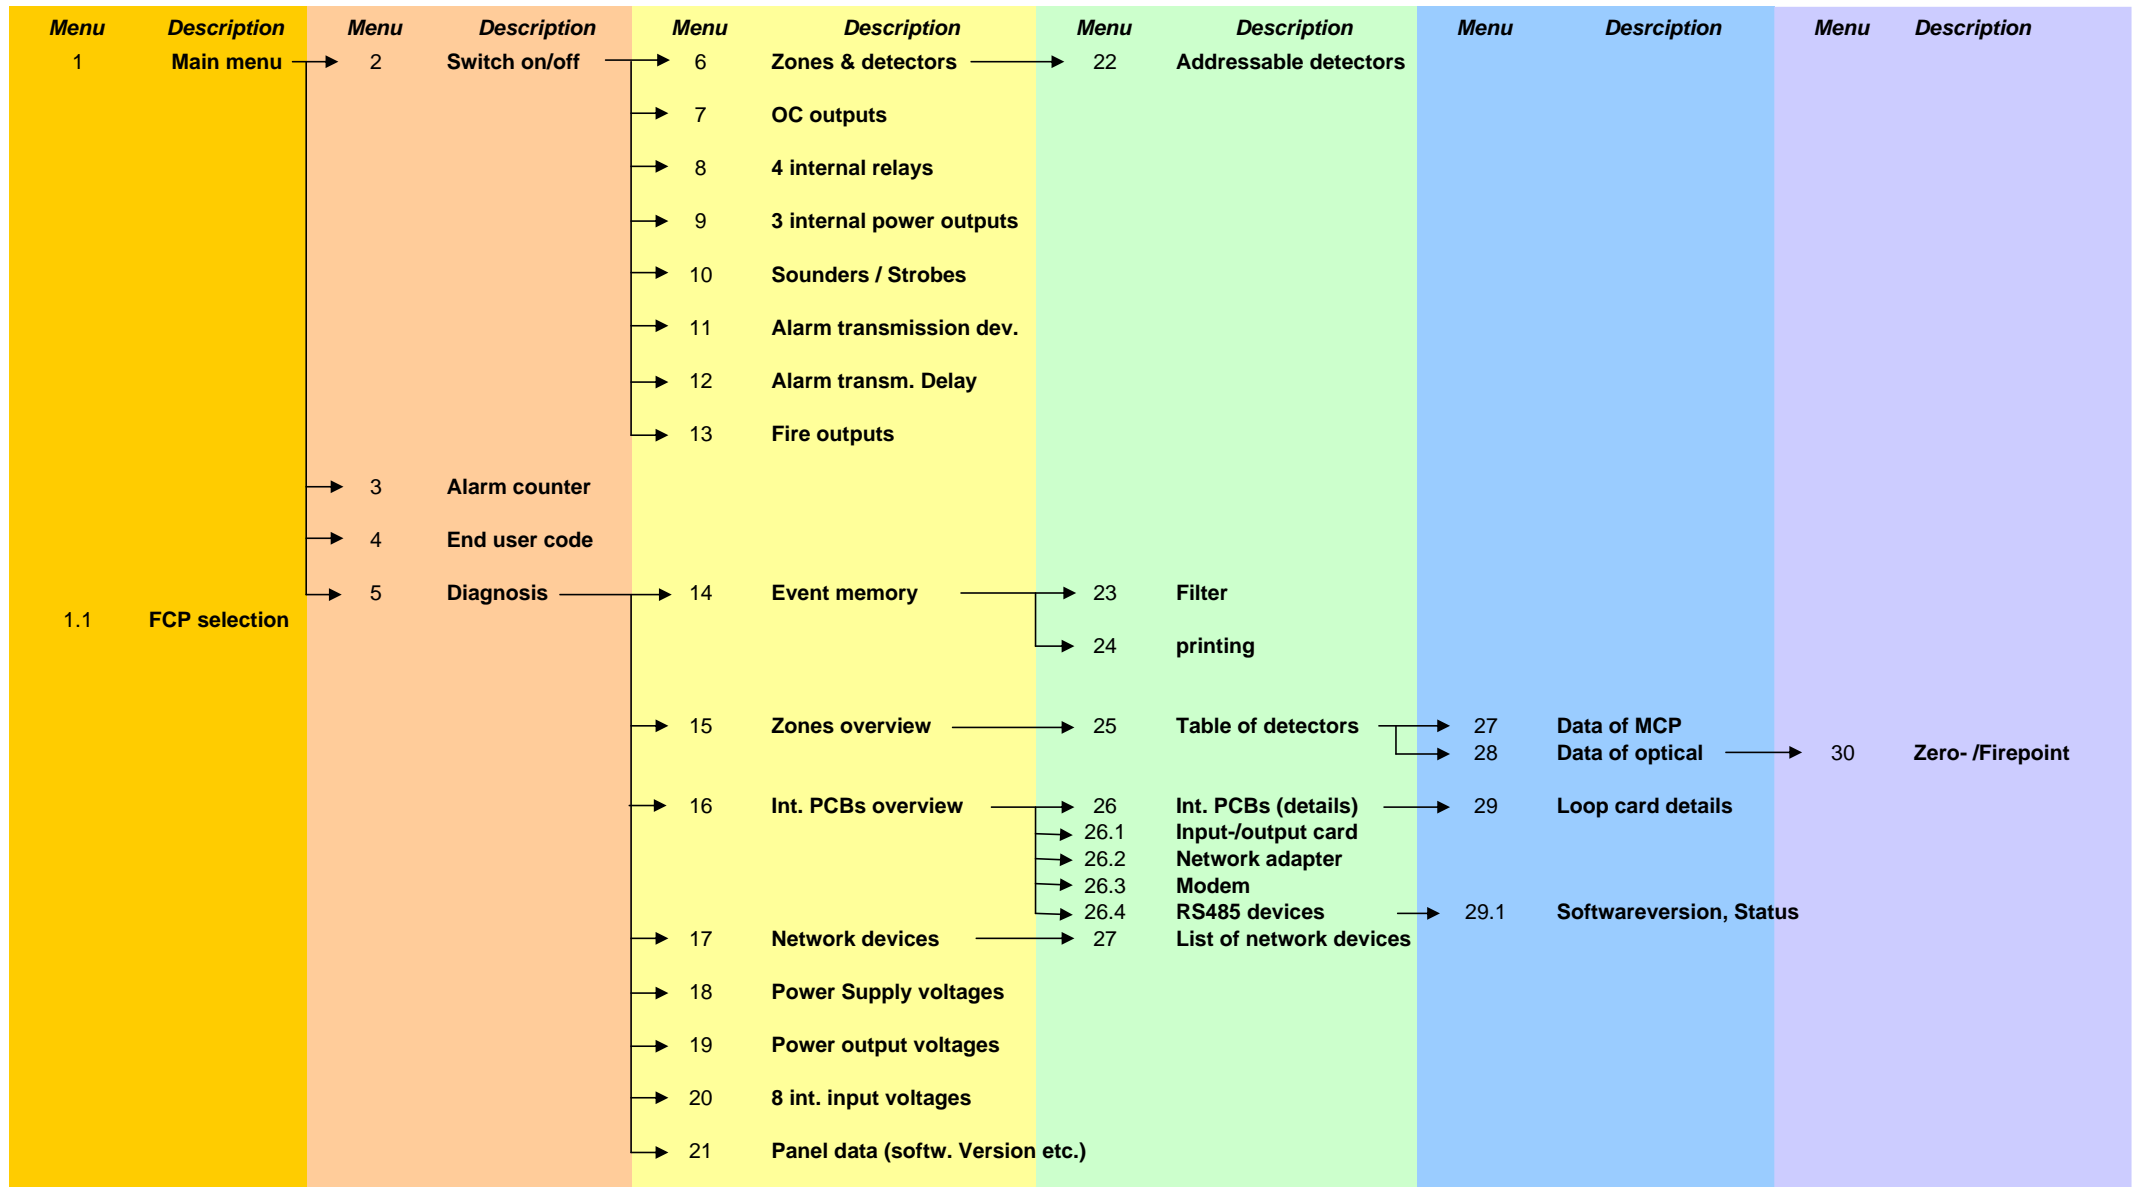 Menu Description Menu Description Menu Description Menu Description Menu Desrciption Menu Description
1 Main menu 2 Switch on/off 6 Zones & detectors 22 Addressable detectors
7 OC outputs
8 4 internal relays
9 3 internal power outputs
10 Sounders / Strobes
11 Alarm transmission dev.
12 Alarm transm. Delay
13 Fire outputs
3 Alarm counter
4 End user code
5 Diagnosis 14 Event memory 23 Filter
1.1 FCP selection
24 printing
15 Zones overview 25 Table of detectors 27 Data of MCP
28 Data of optical 30 Zero- /Firepoint
16 Int. PCBs overview 26 Int. PCBs (details) 29 Loop card details
26.1 Input-/output card
26.2 Network adapter
26.3 Modem
26.4 RS485 devices 29.1 Softwareversion, Status
17 Network devices 27 List of network devices
18 Power Supply voltages
19 Power output voltages
20 8 int. input voltages
21 Panel data (softw. Version etc.)